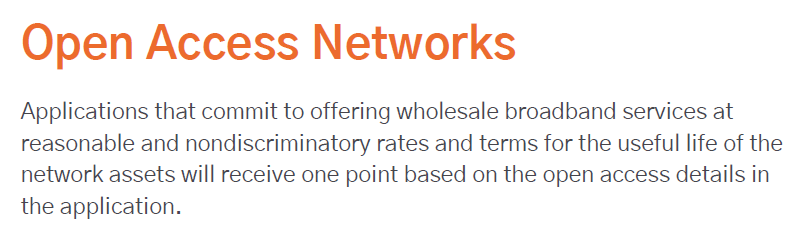 Open Access Networks
Applications that commit to offering wholesale broadband services at
reasonable and nondiscriminatory rates and terms for the useful life of the
network assets will receive one point based on the open access details in
the application.